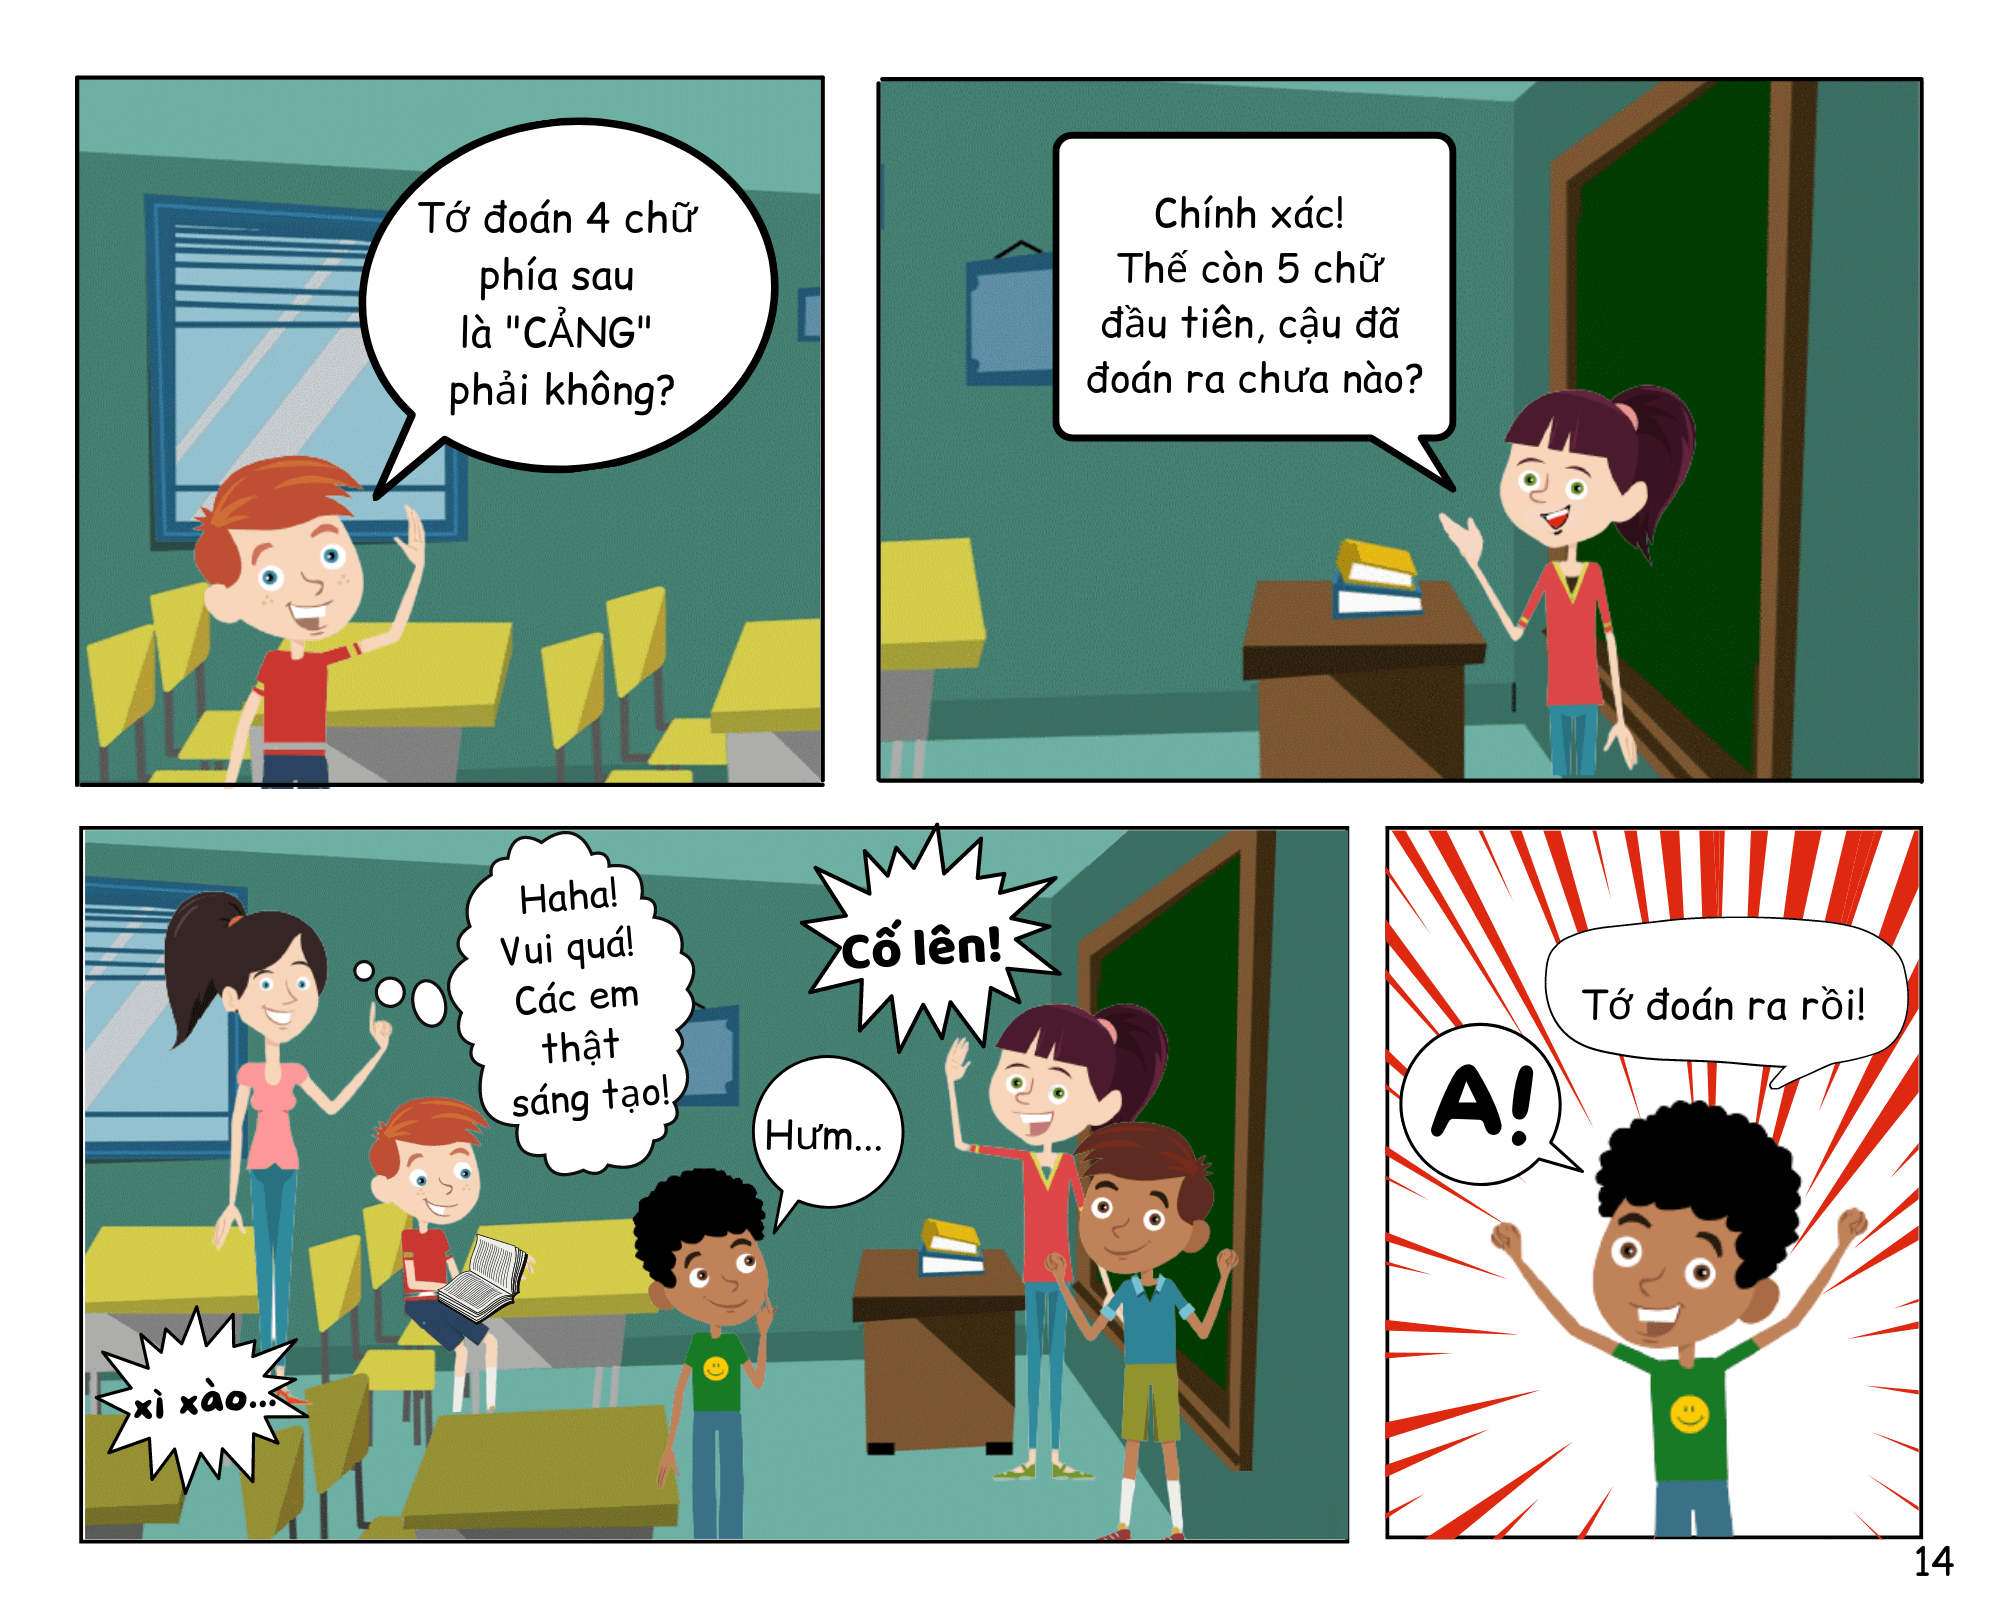 Tớ đoán 4 chữ
phía sau
là "CẢNG"
phải không?
Chính xác!
Thế còn 5 chữ
đầu tiên, cậu đã
đoán ra chưa nào?
Haha!
Vui quá!
Các em
thật
sáng tạo!
Cố lên!
Hưm...
xì xào...
A!
Tớ đoán ra rồi!
14